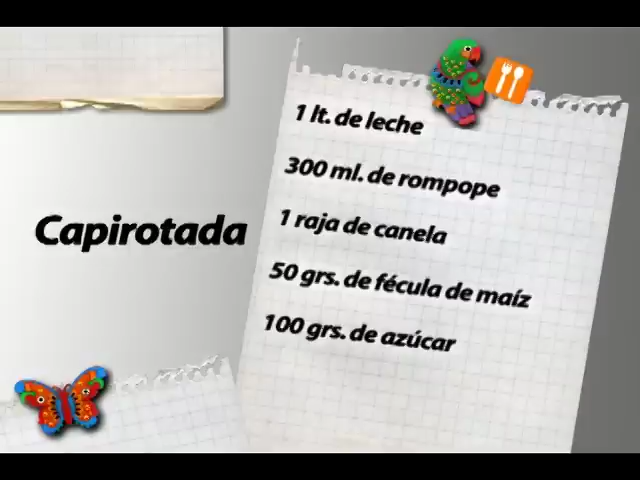 Capirotada
1 lt. de leche
300 ml. de rompope
1 raja de canela
50 grs. de fécula de maíz
100 grs. de azúcar